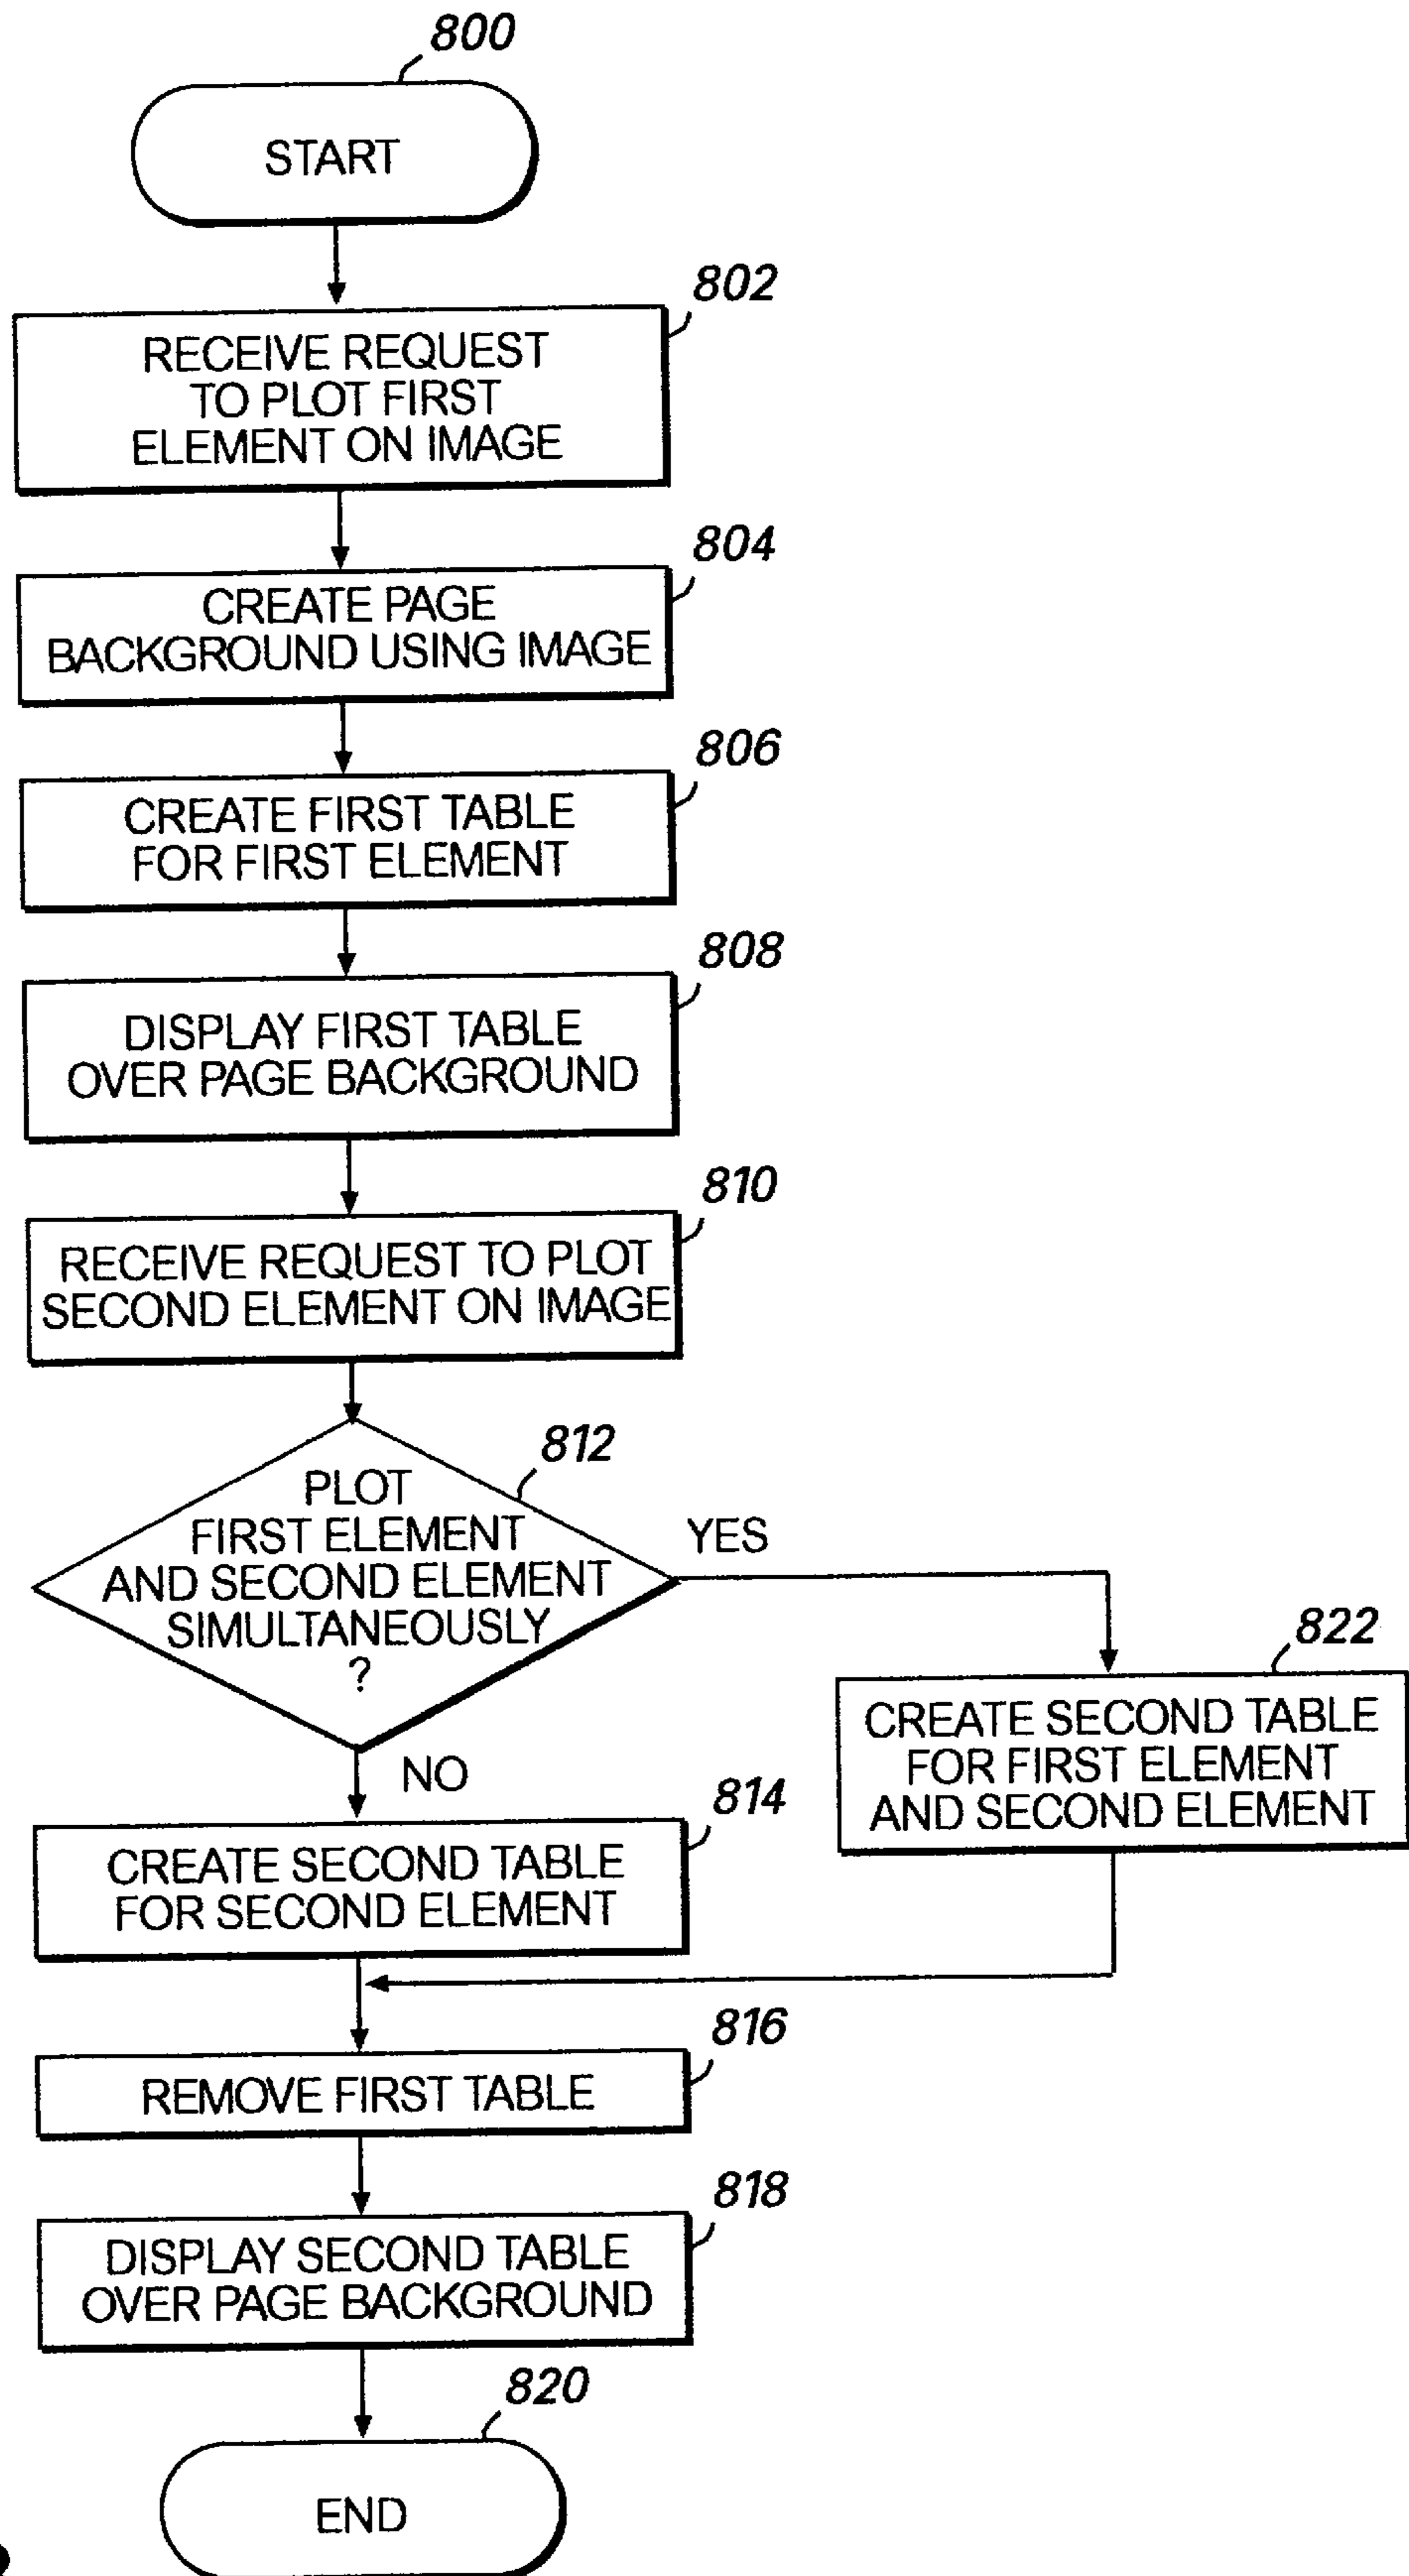 800
START
802
RECEIVE REQUEST
TO PLOT FIRST
ELEMENT ON IMAGE
804
CREATE PAGE
BACKGROUND USING IMAGE
806
CREATE FIRST TABLE
FOR FIRST ELEMENT
808
DISPLAY FIRST TABLE
OVER PAGE BACKGROUND
810
RECEIVE REQUEST TO PLOT
SECOND ELEMENT ON IMAGE
812
PLOT
FIRST ELEMENT
AND SECOND ELEMENT
SIMULTANEOUSLY
?
YES
822
CREATE SECOND TABLE
FOR FIRST ELEMENT
AND SECOND ELEMENT
NO
814
CREATE SECOND TABLE
FOR SECOND ELEMENT
816
REMOVE FIRST TABLE
818
DISPLAY SECOND TABLE
OVER PAGE BACKGROUND
820
END